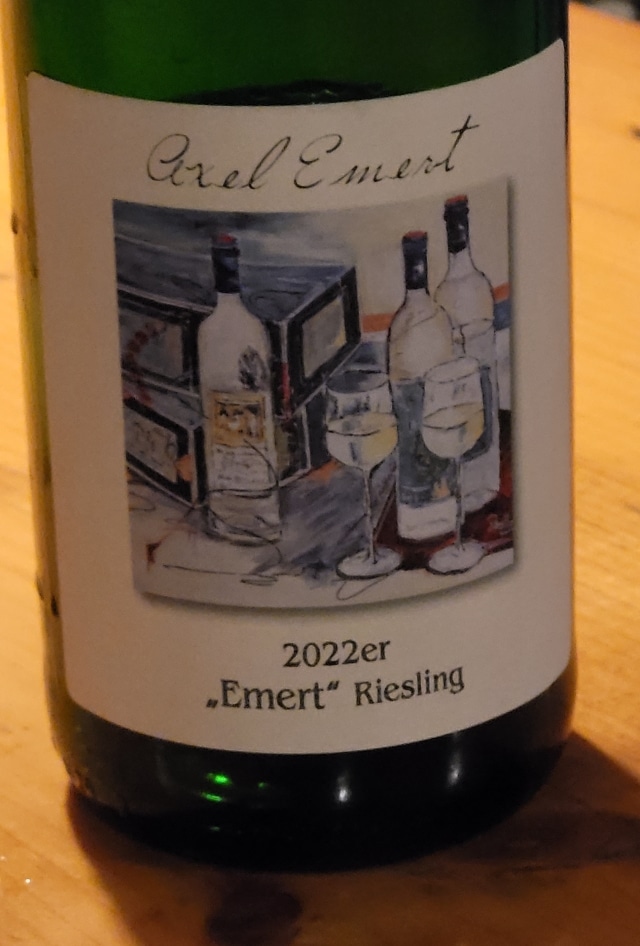 Axel Emert
2022er
„Emert“ Riesling